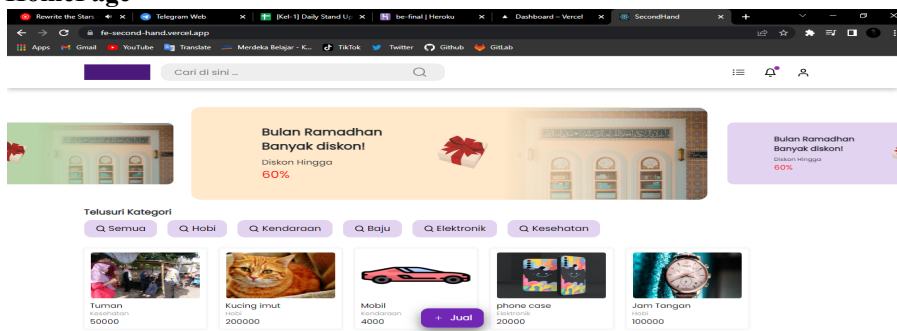 HomePage
Rewrite the Stars
Telegram Web
[Kel-1] Daily Stand Up
be-final | Heroku
Dashboard – Vercel
SecondHand
fe-second-hand.vercel.app
Apps Gmail YouTube Translate Merdeka Belajar - K... TikTok Twitter Github GitLab
Cari di sini ...
Bulan Ramadhan
Banyak diskon!
Diskon Hingga
60%
Bulan Ramadhan
Banyak diskon!
Diskon Hingga
60%
Telusuri Kategori
Semua Hobi Kendaraan Baju Elektronik Kesehatan
Tuman
Kesehatan
50000
Kucing imut
Hobi
200000
Mobil
Kendaraan
4000
phone case
Elektronik
20000
Jam Tangan
Hobi
100000
+ Jual